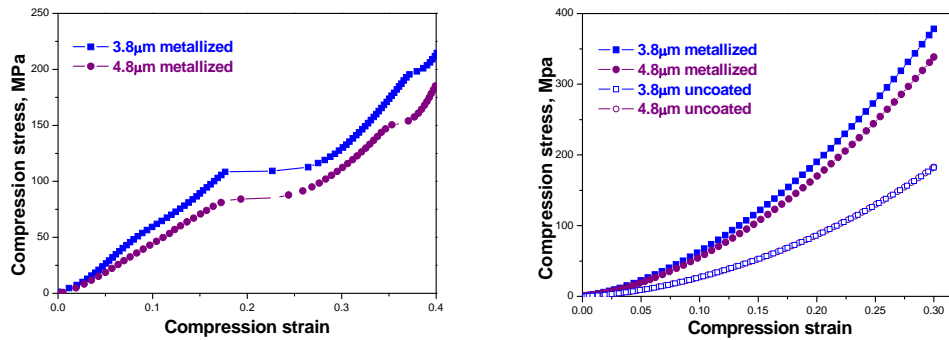 250
200
150
100
50
0
Compression stress, MPa
3.8μm metallized
4.8μm metallized
0.0
0.1
0.2
0.3
0.4
Compression strain
400
300
200
100
0
Compression stress, Mpa
3.8μm metallized
4.8μm metallized
3.8μm uncoated
4.8μm uncoated
0.00
0.05
0.10
0.15
0.20
0.25
0.30
Compression strain